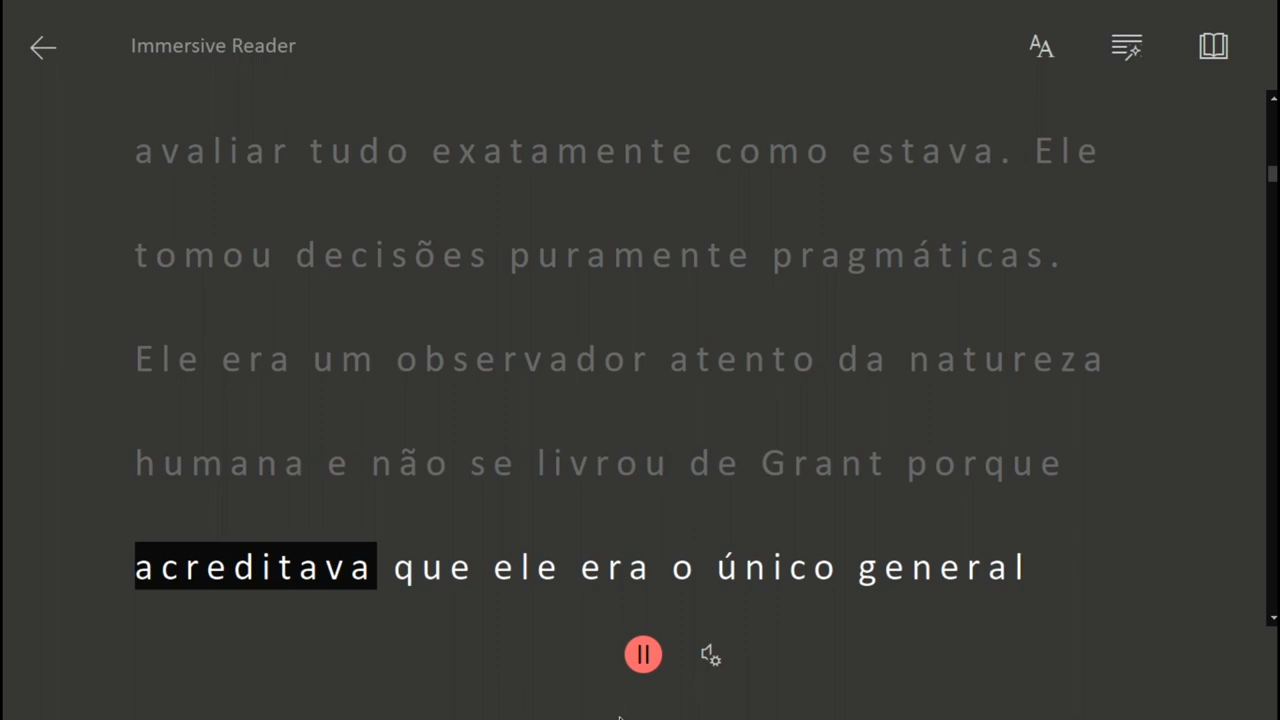 Immersive Reader
avaliar tudo exatamente como estava. Ele
tomou decisões puramente pragmáticas.
Ele era um observador atento da natureza
humana e não se livrou de Grant porque
acreditava que ele era o único general